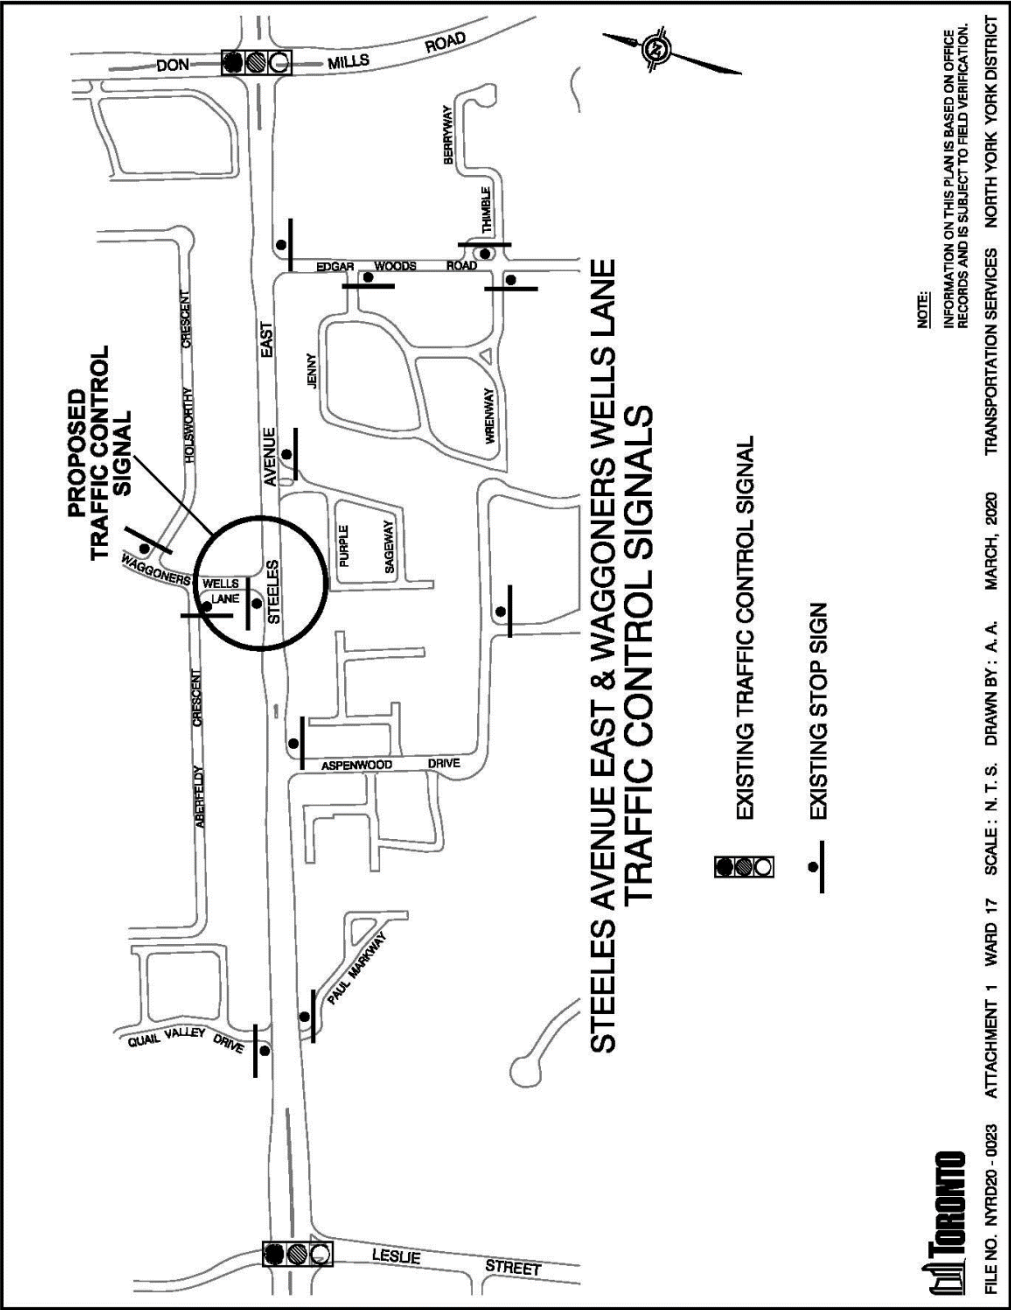 PROPOSED
TRAFFIC CONTROL
SIGNAL
DON MILLS ROAD
QUAIL VALLEY DRIVE
ABERFELDY CRESCENT
WAGGONERS WELLS LANE
HOLSWORTHY CRESCENT
STEELES AVENUE EAST
LESLIE STREET
PAUL MARKWAY
ASPENWOOD DRIVE
PURPLE
SAGEWAY
JENNY
WRENWAY
EDGAR WOODS ROAD
THIMBLE
BERRYWAY
N
STEELES AVENUE EAST & WAGGONERS WELLS LANE
TRAFFIC CONTROL SIGNALS
EXISTING TRAFFIC CONTROL SIGNAL
EXISTING STOP SIGN
NOTE:
INFORMATION ON THIS PLAN IS BASED ON OFFICE
RECORDS AND IS SUBJECT TO FIELD VERIFICATION.
TORONTO
FILE NO. NYRD20 - 0023 ATTACHMENT 1 WARD 17 SCALE : N. T. S. DRAWN BY : A. A. MARCH, 2020 TRANSPORTATION SERVICES NORTH YORK YORK DISTRICT